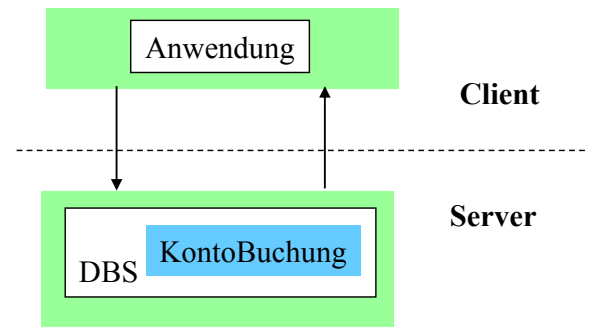 Anwendung
Client
Server
KontoBuchung
DBS